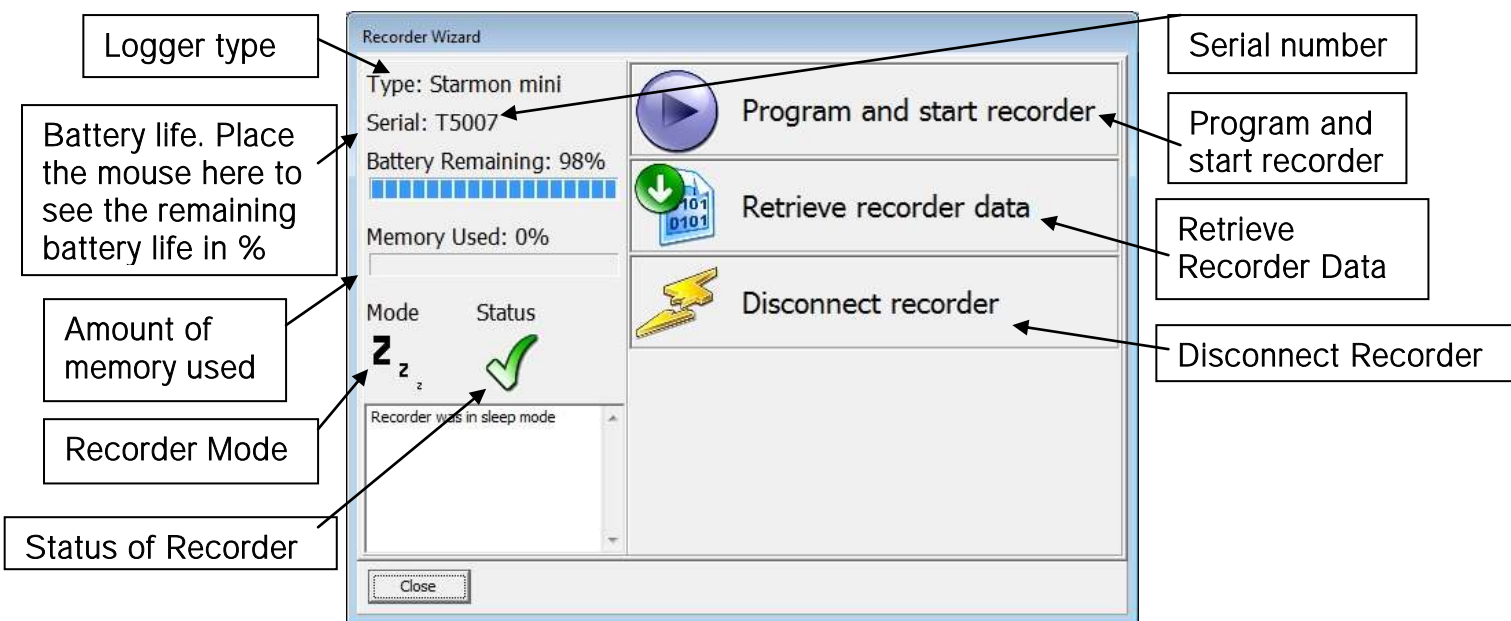 Logger type
Battery life. Place
the mouse here to
see the remaining
battery life in %
Amount of
memory used
Recorder Mode
Status of Recorder
Recorder Wizard
Type: Starmon mini
Serial: T5007
Battery Remaining: 98%
Memory Used: 0%
Mode Status
Z z z
Recorder was in sleep mode
Close
Program and start recorder
0101
0101
Retrieve recorder data
Disconnect recorder
Serial number
Program and
start recorder
Retrieve
Recorder Data
Disconnect Recorder